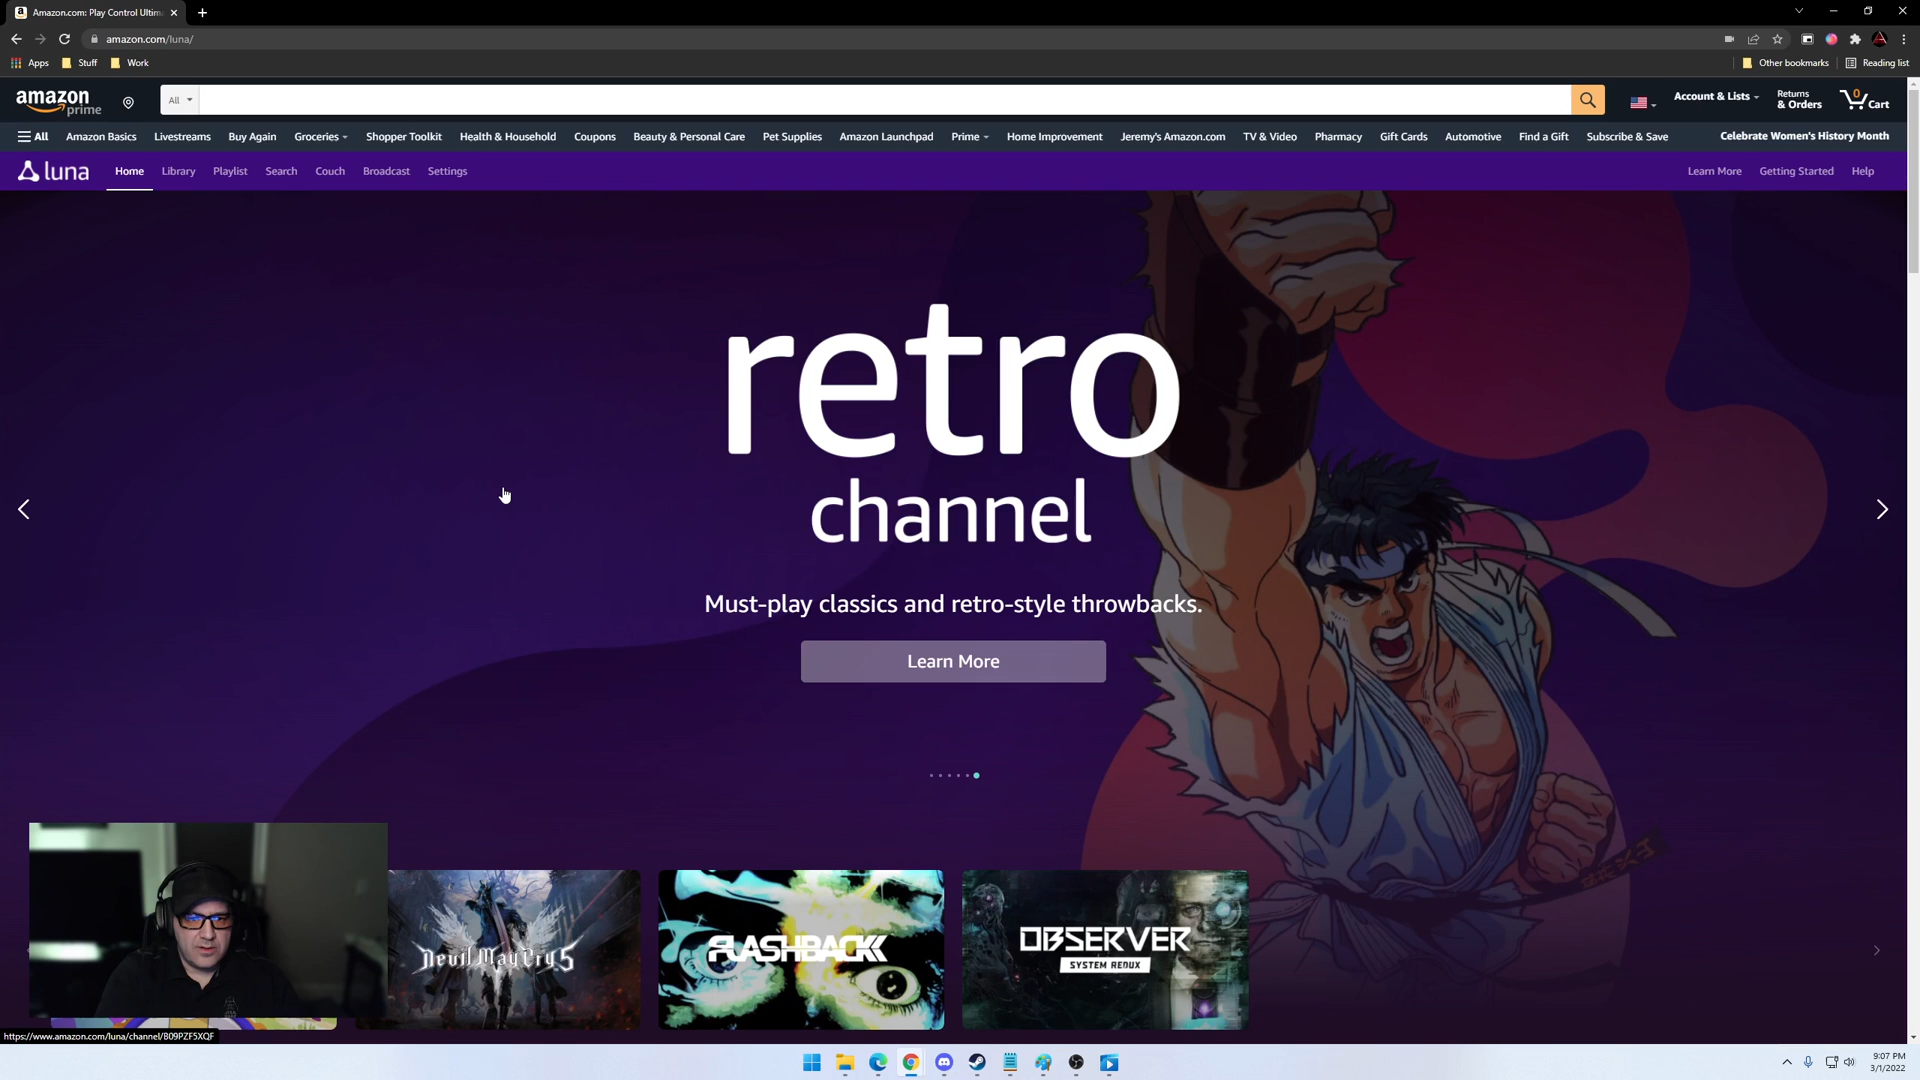 Amazon.com: Play Control Ultim
amazon.com/luna/
Apps Stuff Work Other bookmarks Reading list
amazon prime All Account & Lists Returns & Orders 0 Cart
All Amazon Basics Livestreams Buy Again Groceries Shopper Toolkit Health & Household Coupons Beauty & Personal Care Pet Supplies Amazon Launchpad Prime Home Improvement Jeremy's Amazon.com TV & Video Pharmacy Gift Cards Automotive Find a Gift Subscribe & Save Celebrate Women's History Month
luna Home Library Playlist Search Couch Broadcast Settings Learn More Getting Started Help
retro
channel
Must-play classics and retro-style throwbacks.
Learn More
Devil May Cry 5 FLASHBACK OBSERVER
SYSTEM REDUX
https://www.amazon.com/luna/channel/B09PZF5XQF
9:07 PM
3/1/2022